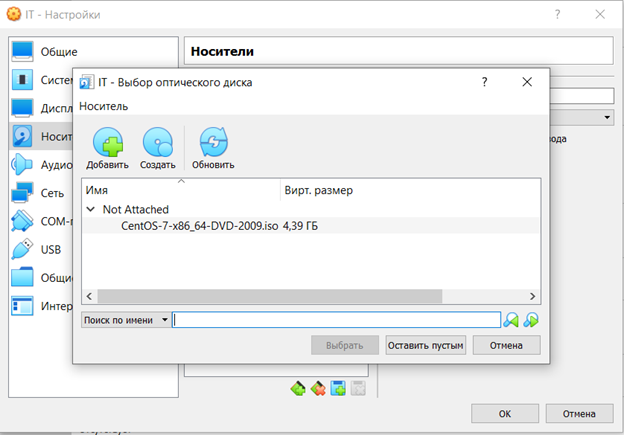 IT - Настройки
?
Общие
Носители
IT - Выбор оптического диска
?
Носитель
Добавить
Создать
Обновить
Имя
Вирт. размер
Not Attached
CentOS-7-x86_64-DVD-2009.iso 4,39 ГБ
Поиск по имени
Выбрать
Оставить пустым
Отмена
Систе
Диспл
Носит
Аудио
Сеть
COM-п
USB
Общи
Интер
вода
OK
Отмена